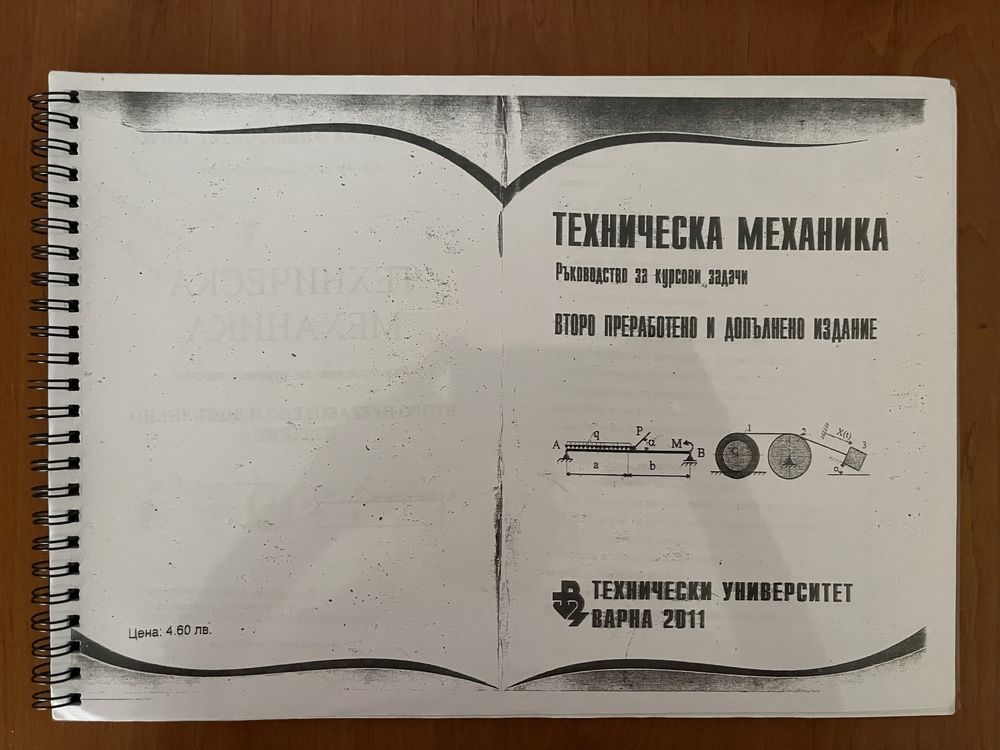 ТЕХНИЧЕСКА МЕХАНИКА
Ръководство за курсови задачи
ВТОРО ПРЕРАБОТЕНО И ДОПЪЛНЕНО ИЗДАНИЕ
A q P α M B
a b
1 2 X(t) 3
α
ТЕХНИЧЕСКИ УНИВЕРСИТЕТ
ВАРНА 2011
Цена: 4.60 лв.